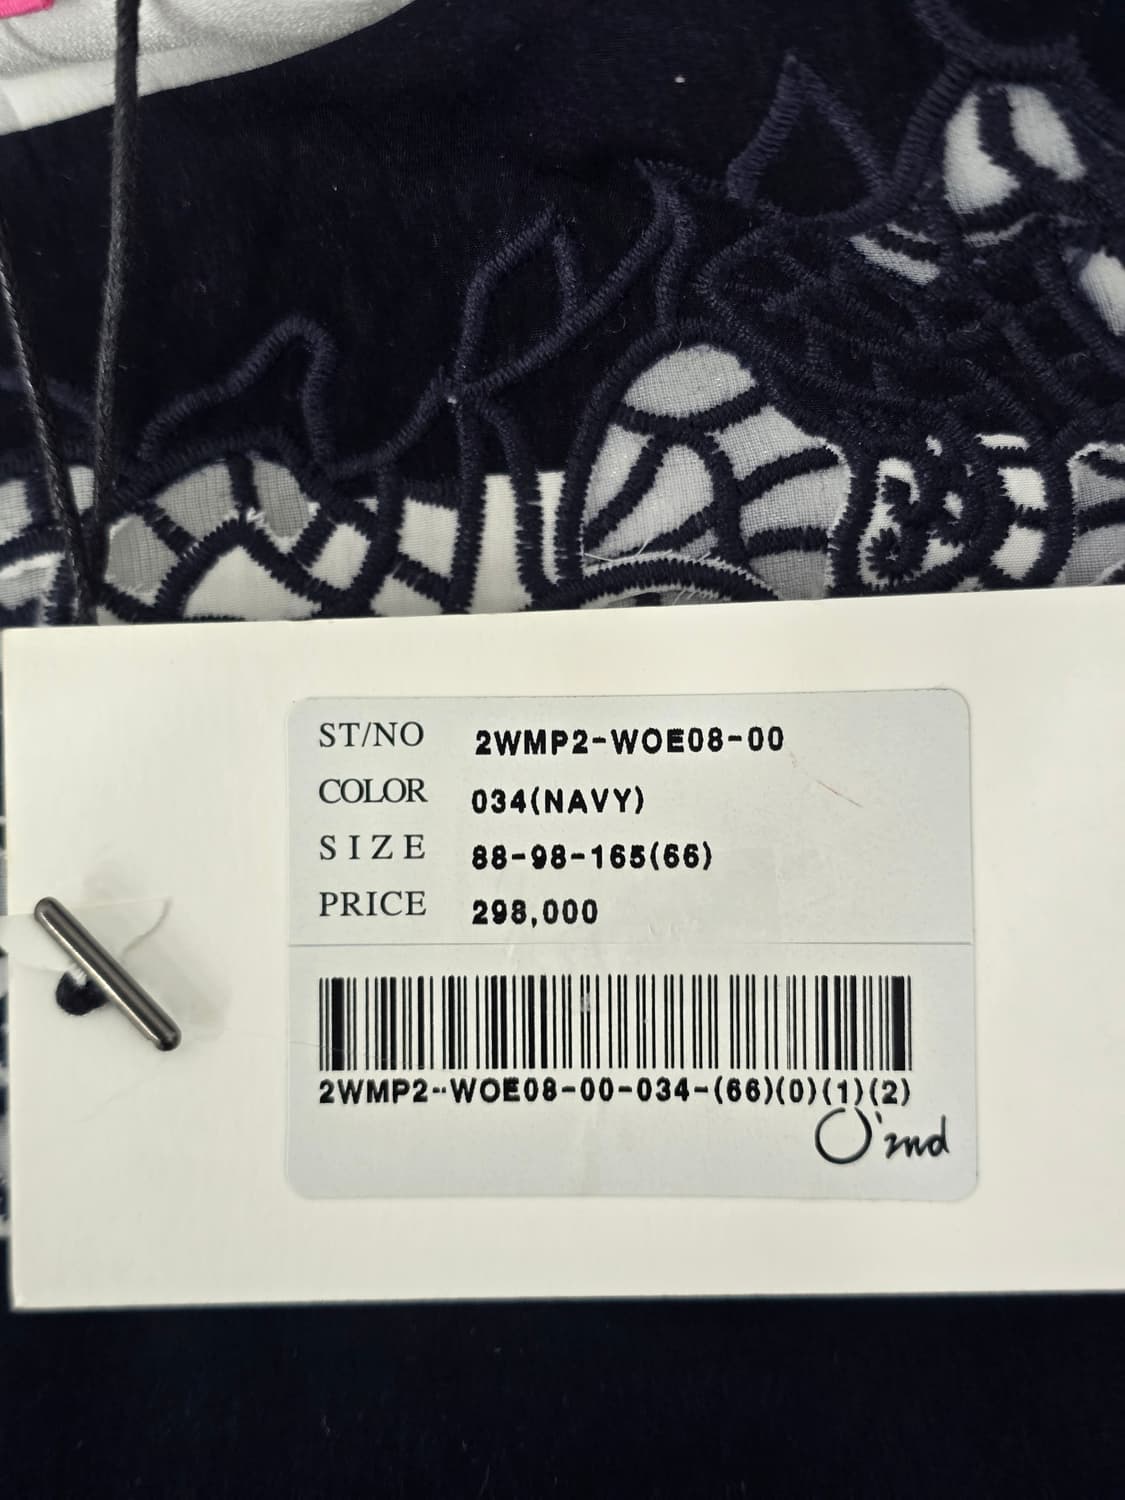 ST/NO 2WMP2-WOE08-00
COLOR 034(NAVY)
SIZE 88-98-165(66)
PRICE 298,000
2WMP2-WOE08-00-034-(66)(0)(1)(2)
O'2nd